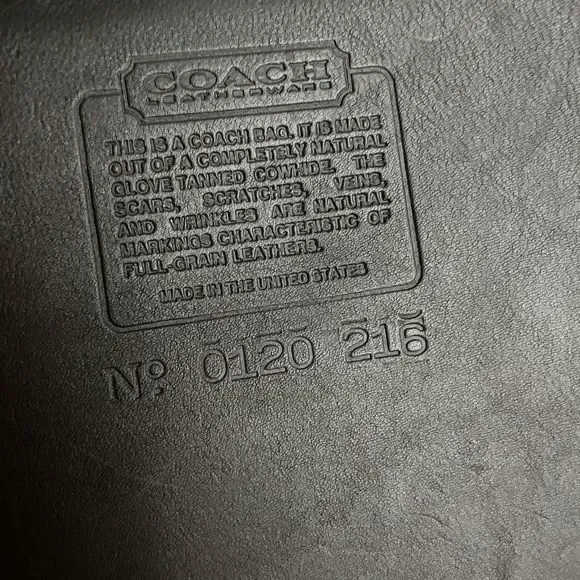 COACH
LEATHERWARE
THIS IS A COACH BAG. IT IS MADE
OUT OF A COMPLETELY NATURAL
GLOVE TANNED COWHIDE. THE
SCARS, SCRATCHES, VEINS,
AND WRINKLES ARE NATURAL
MARKINGS CHARACTERISTIC OF
FULL-GRAIN LEATHERS.
MADE IN THE UNITED STATES
Nº. 0120 216